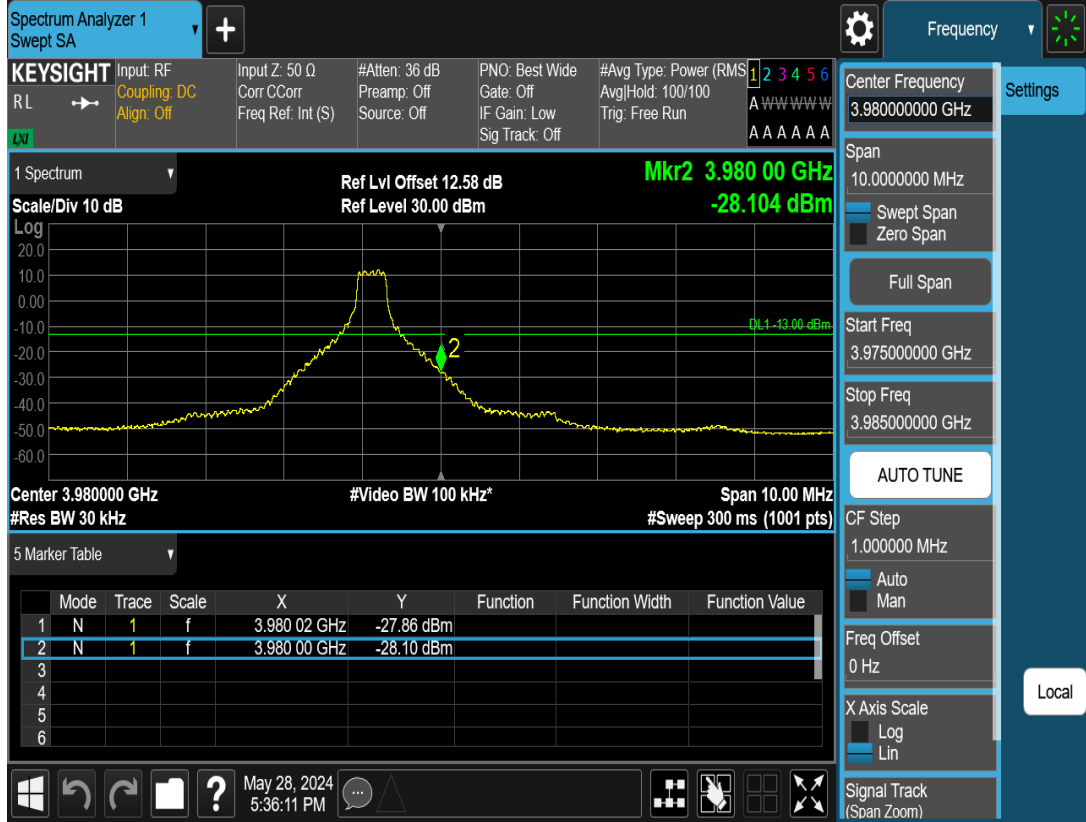 Spectrum Analyzer 1
Swept SA
+
Frequency
KEYSIGHT
RL
LXI
Input: RF
Coupling: DC
Align: Off
Input Z: 50 Ω
Corr CCorr
Freq Ref: Int (S)
#Atten: 36 dB
Preamp: Off
Source: Off
PNO: Best Wide
Gate: Off
IF Gain: Low
Sig Track: Off
#Avg Type: Power (RMS
Avg|Hold: 100/100
Trig: Free Run
1 2 3 4 5 6
A W W W W W
A A A A A A
1 Spectrum
Scale/Div 10 dB
Ref Lvl Offset 12.58 dB
Ref Level 30.00 dBm
Mkr2 3.980 00 GHz
-28.104 dBm
Log
20.0
10.0
0.00
-10.0
-20.0
-30.0
-40.0
-50.0
-60.0
DL1 -13.00 dBm
2
Center 3.980000 GHz
#Video BW 100 kHz*
Span 10.00 MHz
#Res BW 30 kHz
#Sweep 300 ms (1001 pts)
5 Marker Table
Mode Trace Scale X Y Function Function Width Function Value
1 N 1 f 3.980 02 GHz -27.86 dBm
2 N 1 f 3.980 00 GHz -28.10 dBm
3
4
5
6
?
May 28, 2024
5:36:11 PM
Center Frequency
3.980000000 GHz
Settings
Span
10.0000000 MHz
Swept Span
Zero Span
Full Span
Start Freq
3.975000000 GHz
Stop Freq
3.985000000 GHz
AUTO TUNE
CF Step
1.000000 MHz
Auto
Man
Freq Offset
0 Hz
Local
X Axis Scale
Log
Lin
Signal Track
(Span Zoom)